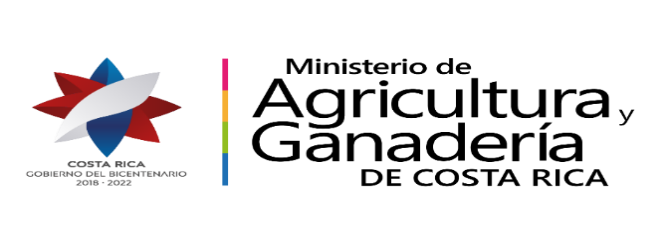 COSTA RICA
GOBIERNO DEL BICENTENARIO
2018 - 2022
Ministerio de
Agricultura y
Ganadería
DE COSTA RICA